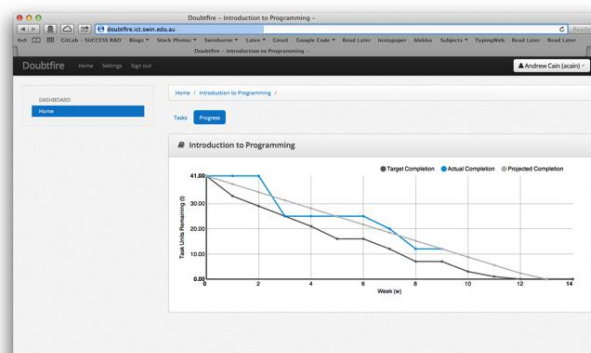 Doubtfire – Introduction to Programming –
doubtfire.ict.swin.edu.au
Reader
GitLab - SUCCESS R&D Blogs Stock Photos Swinburne Latex Gmail Google Code Read Later Instapaper Subjects TypingWeb Read Later Read Later
Doubtfire – Introduction to Programming –
Doubtfire Home Settings Sign out Andrew Cain (acain)
DASHBOARD
Home
Home / Introduction to Programming /
Tasks Progress
Introduction to Programming
Target Completion Actual Completion Projected Completion
41.00
30.00
20.00
10.00
0.00
Task Units Remaining (t)
0 2 4 6 8 10 12 14
Week (w)